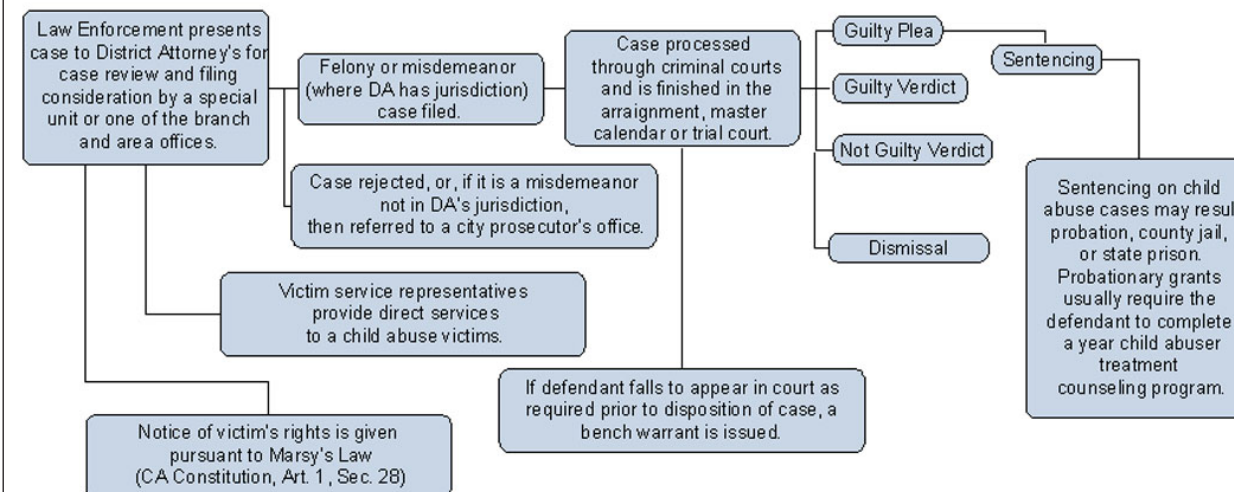 Law Enforcement presents
case to District Attorney's for
case review and filing
consideration by a special
unit or one of the branch
and area offices.
Felony or misdemeanor
(where DA has jurisdiction)
case filed.
Case rejected, or, if it is a misdemeanor
not in DA's jurisdiction,
then referred to a city prosecutor's office.
Victim service representatives
provide direct services
to a child abuse victims.
Notice of victim's rights is given
pursuant to Marsy's Law
(CA Constitution, Art. 1, Sec. 28)
Case processed
through criminal courts
and is finished in the
arraignment, master
calendar or trial court.
If defendant falls to appear in court as
required prior to disposition of case, a
bench warrant is issued.
Guilty Plea
Guilty Verdict
Not Guilty Verdict
Dismissal
Sentencing
Sentencing on child
abuse cases may resul
probation, county jail,
or state prison.
Probationary grants
usually require the
defendant to complete
a year child abuser
treatment
counseling program.